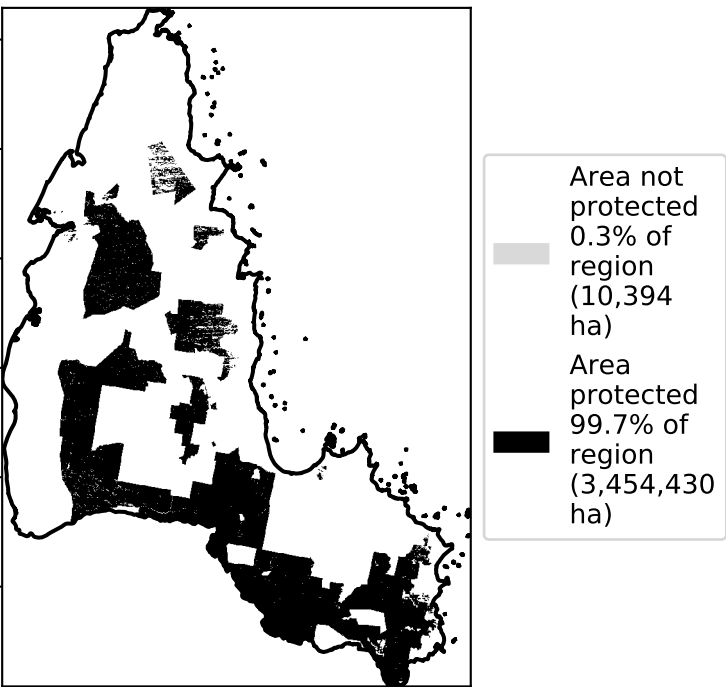 Area not
protected
0.3% of
region
(10,394
ha)
Area
protected
99.7% of
region
(3,454,430
ha)